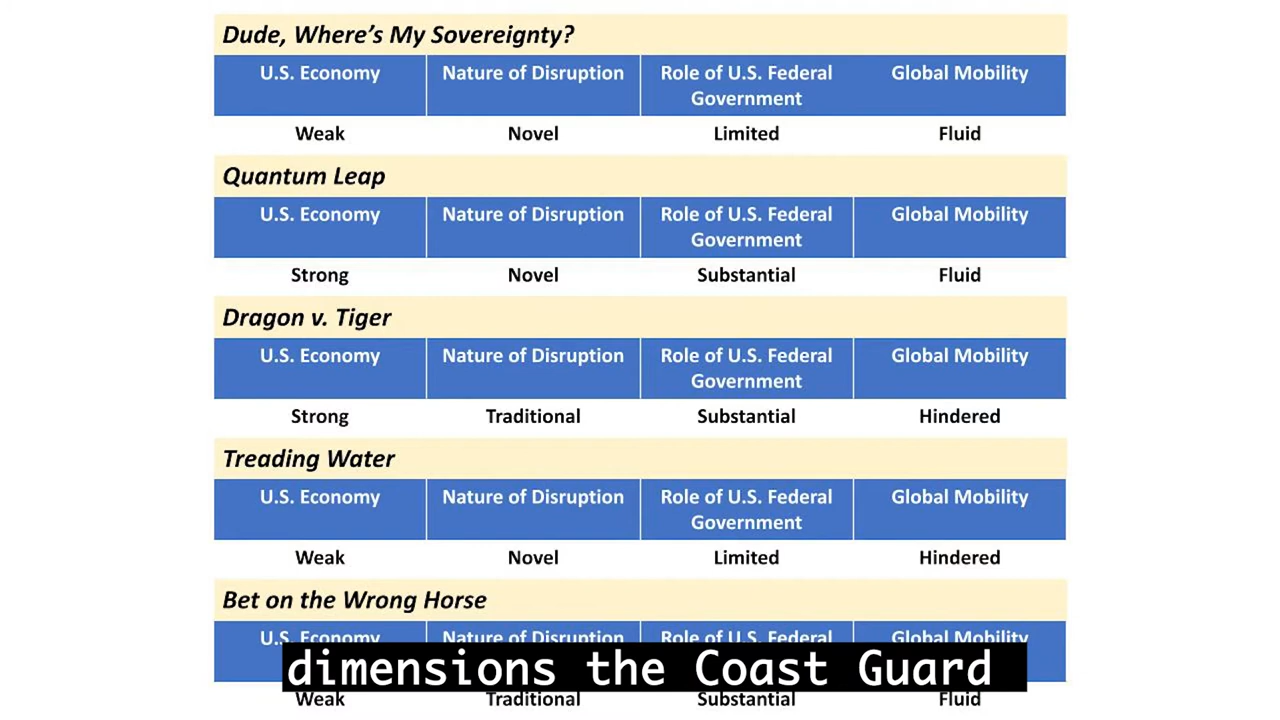 Dude, Where's My Sovereignty?
U.S. Economy Nature of Disruption Role of U.S. Federal Government Global Mobility
Weak Novel Limited Fluid
Quantum Leap
U.S. Economy Nature of Disruption Role of U.S. Federal Government Global Mobility
Strong Novel Substantial Fluid
Dragon v. Tiger
U.S. Economy Nature of Disruption Role of U.S. Federal Government Global Mobility
Strong Traditional Substantial Hindered
Treading Water
U.S. Economy Nature of Disruption Role of U.S. Federal Government Global Mobility
Weak Novel Limited Hindered
Bet on the Wrong Horse
U.S. Economy Nature of Disruption Role of U.S. Federal Global Mobility
dimensions the Coast Guard
Weak Traditional Substantial Fluid